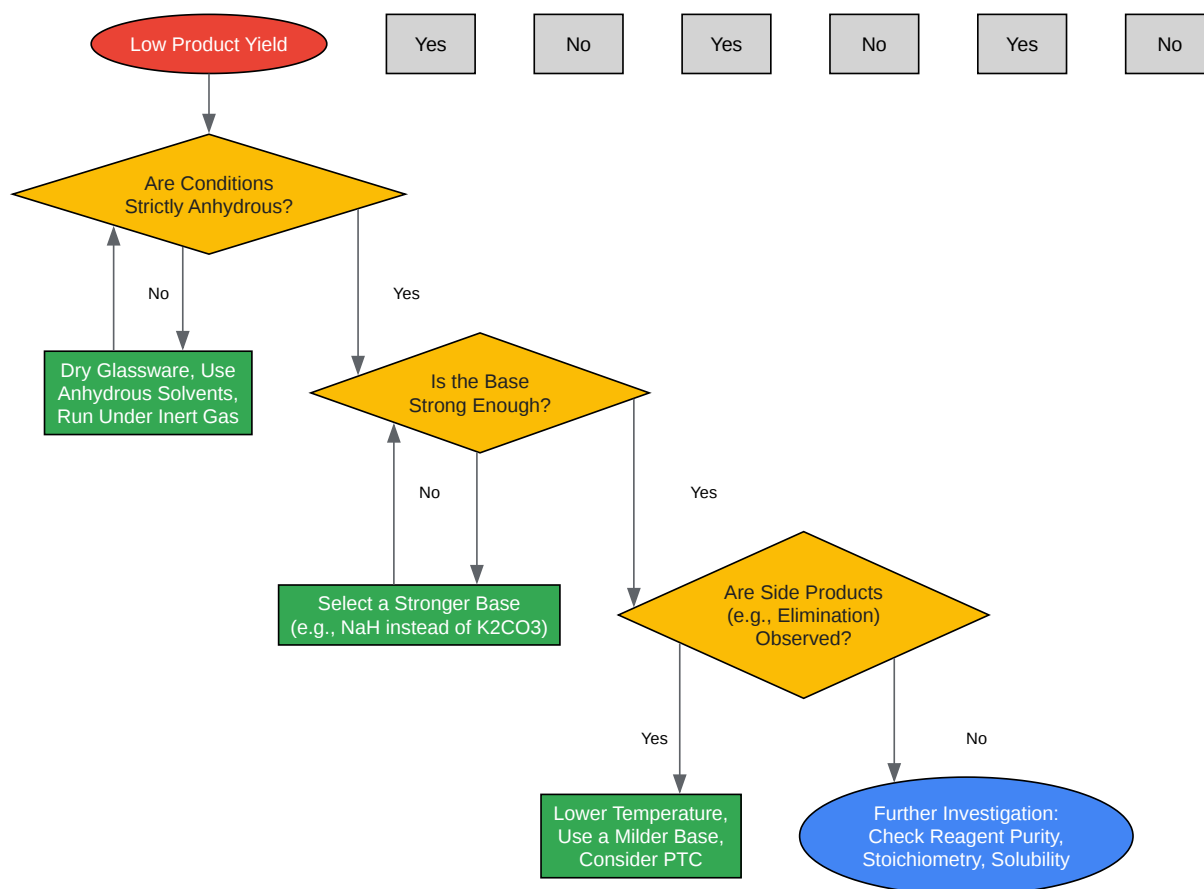 Low Product Yield
Yes
No
Yes
No
Yes
No
Are Conditions
Strictly Anhydrous?
No
Yes
Dry Glassware, Use
Anhydrous Solvents,
Run Under Inert Gas
Is the Base
Strong Enough?
No
Yes
Select a Stronger Base
(e.g., NaH instead of K2CO3)
Are Side Products
(e.g., Elimination)
Observed?
Yes
No
Lower Temperature,
Use a Milder Base,
Consider PTC
Further Investigation:
Check Reagent Purity,
Stoichiometry, Solubility